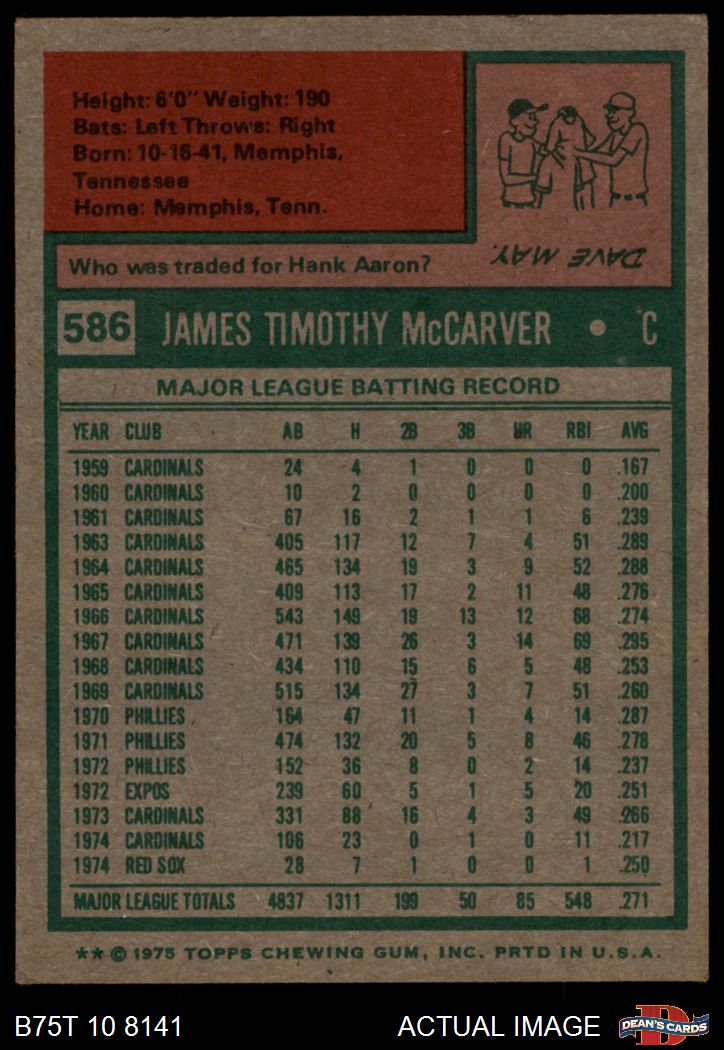 Height: 6'0" Weight: 190
Bats: Left Throws: Right
Born: 10-16-41, Memphis,
Tennessee
Home: Memphis, Tenn.
Who was traded for Hank Aaron?
DAVE MAY.
586 JAMES TIMOTHY McCARVER • C
MAJOR LEAGUE BATTING RECORD
YEAR CLUB AB H 2B 3B HR RBI AVG
1959 CARDINALS 24 4 1 0 0 0 .167
1960 CARDINALS 10 2 0 0 0 0 .200
1961 CARDINALS 67 16 2 1 1 6 .239
1963 CARDINALS 405 117 12 7 4 51 .289
1964 CARDINALS 465 134 19 3 9 52 .288
1965 CARDINALS 409 113 17 2 11 48 .276
1966 CARDINALS 543 149 19 13 12 68 .274
1967 CARDINALS 471 139 26 3 14 69 .295
1968 CARDINALS 434 110 15 6 5 48 .253
1969 CARDINALS 515 134 27 3 7 51 .260
1970 PHILLIES 164 47 11 1 4 14 .287
1971 PHILLIES 474 132 20 5 8 46 .278
1972 PHILLIES 152 36 8 0 2 14 .237
1972 EXPOS 239 60 5 1 5 20 .251
1973 CARDINALS 331 88 16 4 3 49 .266
1974 CARDINALS 106 23 0 1 0 11 .217
1974 RED SOX 28 7 1 0 0 1 .250
MAJOR LEAGUE TOTALS 4837 1311 199 50 85 548 .271
** © 1975 TOPPS CHEWING GUM, INC. PRTD IN U.S.A.
B75T 10 8141 ACTUAL IMAGE D DEAN'S CARDS